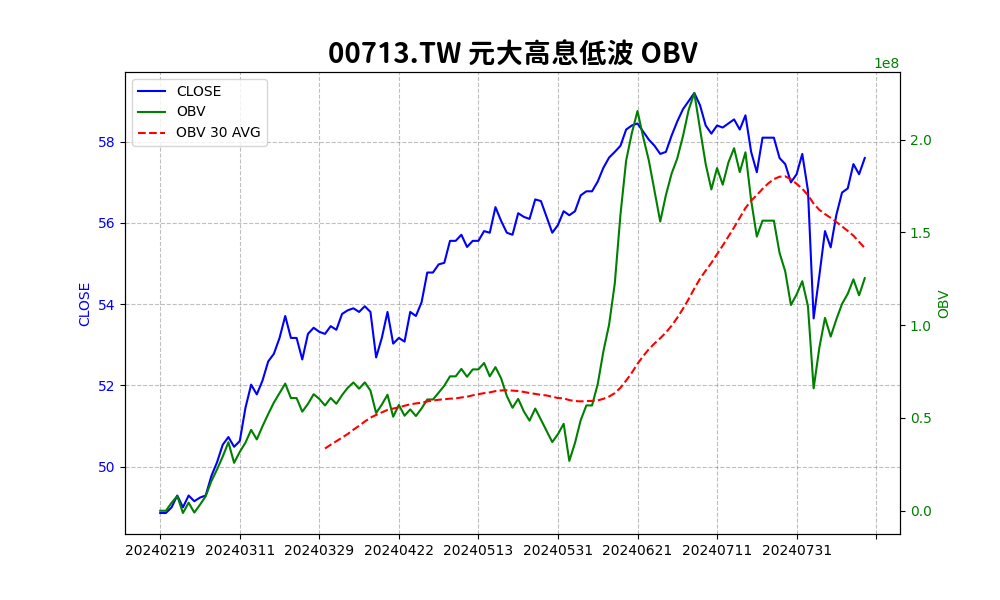 00713.TW 元大高息低波 OBV
1e8
CLOSE
OBV
OBV 30 AVG
58
56
54
52
50
CLOSE
2.0
1.5
1.0
0.5
0.0
OBV
20240219 20240311 20240329 20240422 20240513 20240531 20240621 20240711 20240731